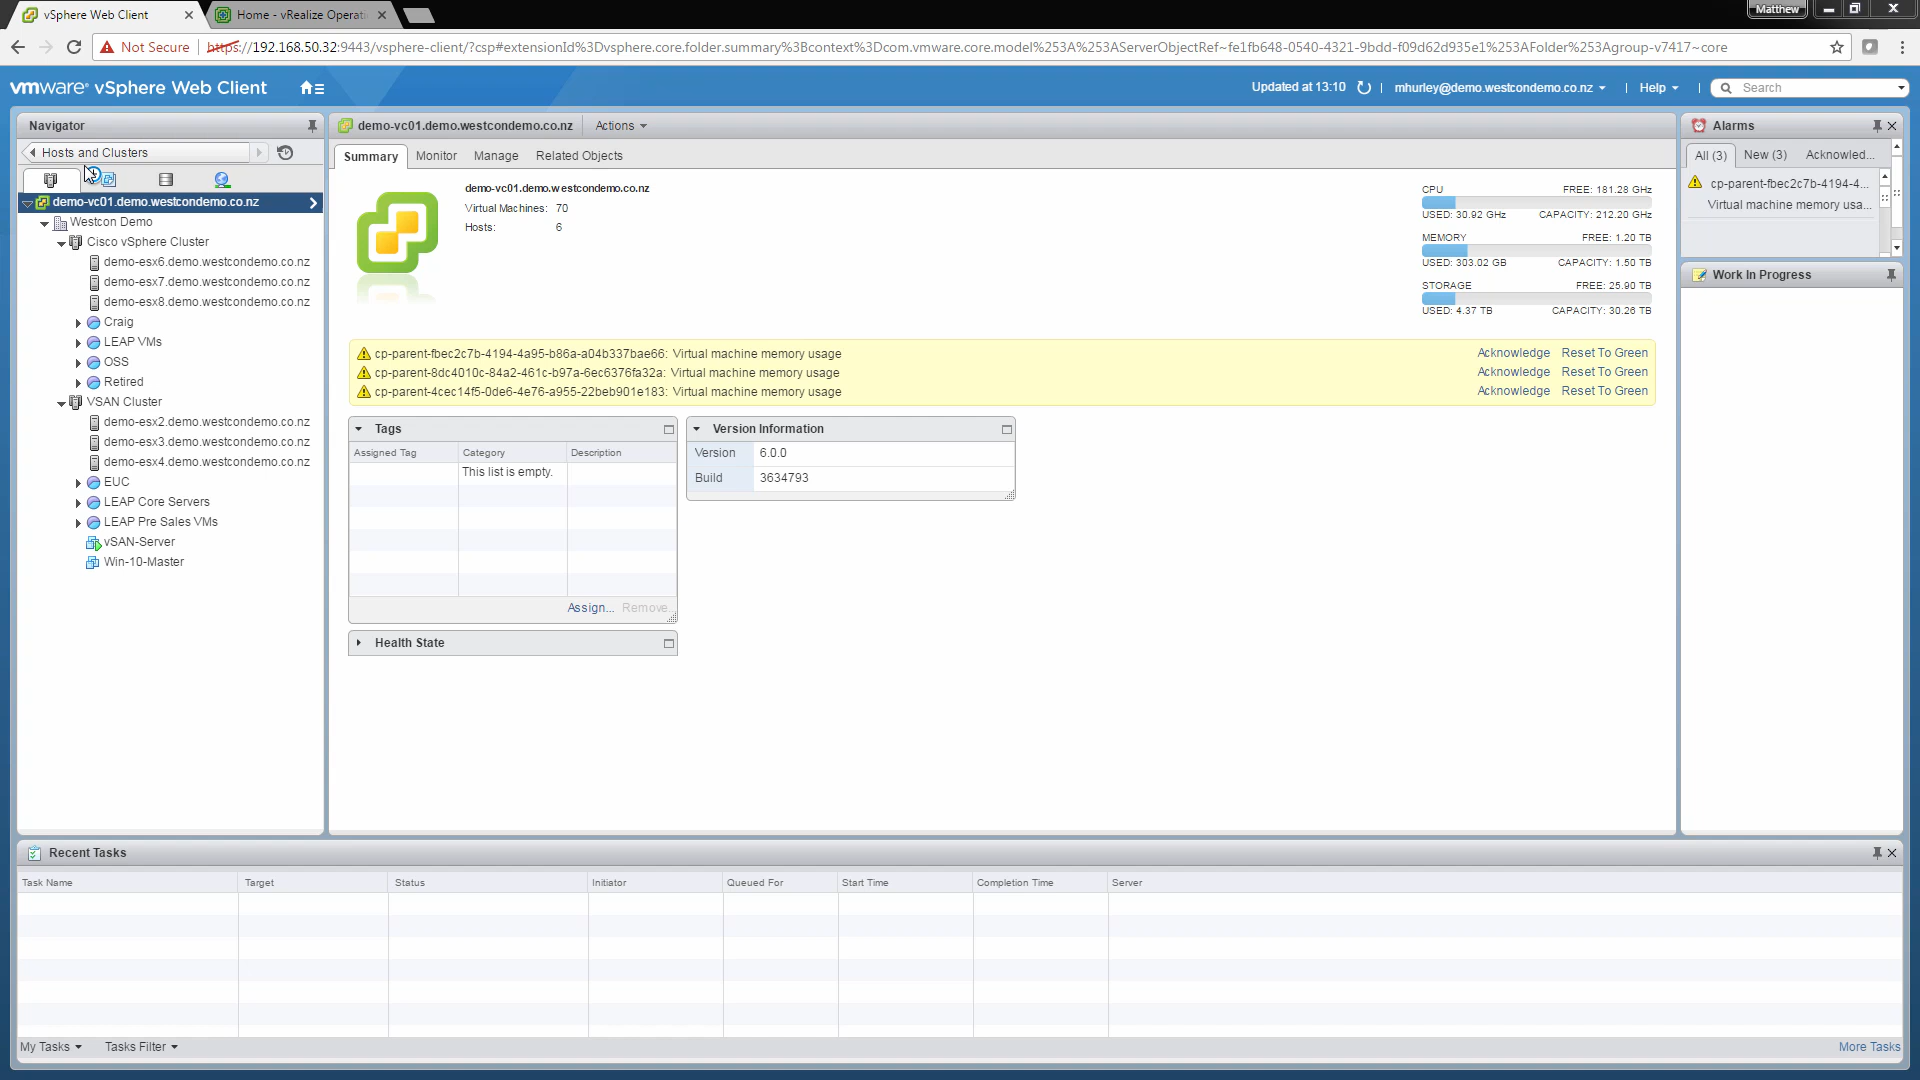 vSphere Web Client
Home - vRealize Operati
Matthew
Not Secure
https://192.168.50.32:9443/vsphere-client/?csp#extensionId%3Dvsphere.core.folder.summary%3Bcontext%3Dcom.vmware.core.model%253A%253AServerObjectRef~fe1fb648-0540-4321-9bdd-f09d62d935e1%253AFolder%253Agroup-v7417~core
vmware® vSphere Web Client
Updated at 13:10
mhurley@demo.westcondemo.co.nz
Help
Search
Navigator
Hosts and Clusters
demo-vc01.demo.westcondemo.co.nz
Westcon Demo
Cisco vSphere Cluster
demo-esx6.demo.westcondemo.co.nz
demo-esx7.demo.westcondemo.co.nz
demo-esx8.demo.westcondemo.co.nz
Craig
LEAP VMs
OSS
Retired
VSAN Cluster
demo-esx2.demo.westcondemo.co.nz
demo-esx3.demo.westcondemo.co.nz
demo-esx4.demo.westcondemo.co.nz
EUC
LEAP Core Servers
LEAP Pre Sales VMs
vSAN-Server
Win-10-Master
demo-vc01.demo.westcondemo.co.nz
Actions
Summary Monitor Manage Related Objects
demo-vc01.demo.westcondemo.co.nz
Virtual Machines: 70
Hosts: 6
CPU FREE: 181.28 GHz
USED: 30.92 GHz CAPACITY: 212.20 GHz
MEMORY FREE: 1.20 TB
USED: 303.02 GB CAPACITY: 1.50 TB
STORAGE FREE: 25.90 TB
USED: 4.37 TB CAPACITY: 30.26 TB
cp-parent-fbec2c7b-4194-4a95-b86a-a04b337bae66: Virtual machine memory usage Acknowledge Reset To Green
cp-parent-8dc4010c-84a2-461c-b97a-6ec6376fa32a: Virtual machine memory usage Acknowledge Reset To Green
cp-parent-4cec14f5-0de6-4e76-a955-22beb901e183: Virtual machine memory usage Acknowledge Reset To Green
Tags
Assigned Tag Category Description
This list is empty.
Assign... Remove...
Health State
Version Information
Version 6.0.0
Build 3634793
Alarms
All (3) New (3) Acknowled...
cp-parent-fbec2c7b-4194-4...
Virtual machine memory usa...
Work In Progress
Recent Tasks
Task Name Target Status Initiator Queued For Start Time Completion Time Server
My Tasks Tasks Filter More Tasks